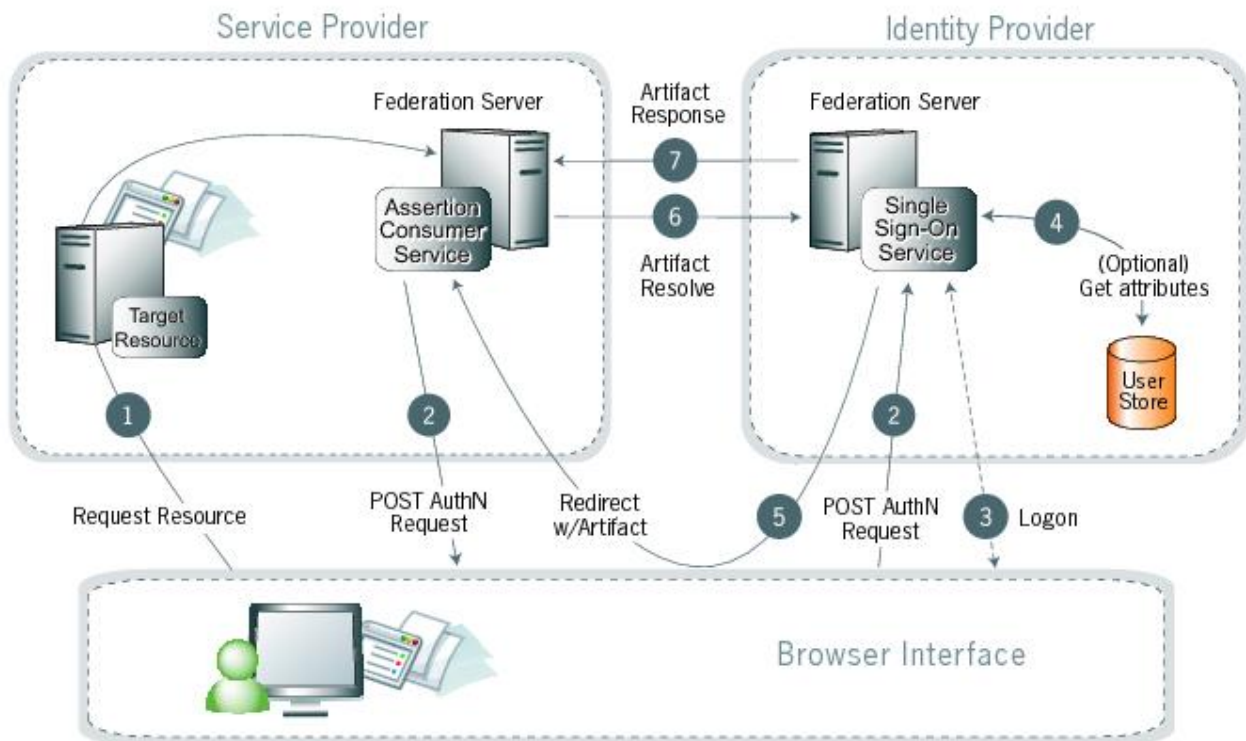 Service Provider
Identity Provider
Federation Server
Artifact
Response
Federation Server
7
Assertion
Consumer
Service
6
Single
Sign-On
Service
4
Artifact
Resolve
(Optional)
Get attributes
Target
Resource
User
Store
1
2
2
Request Resource
POST AuthN
Request
Redirect
w/Artifact
5
POST AuthN
Request
3
Logon
Browser Interface